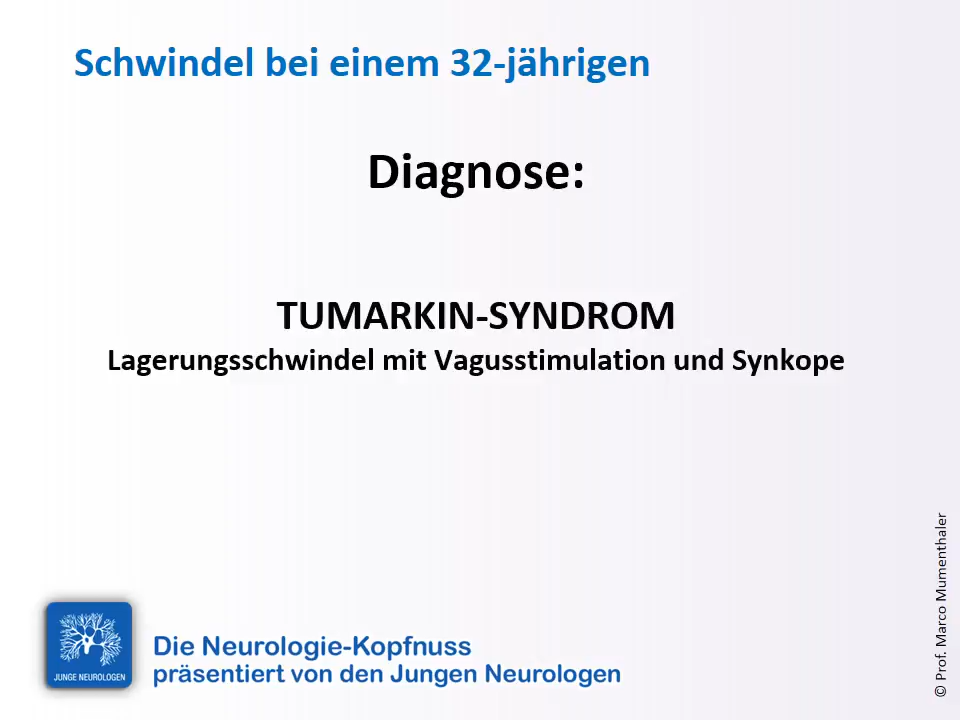 Schwindel bei einem 32-jährigen
Diagnose:
TUMARKIN-SYNDROM
Lagerungsschwindel mit Vagusstimulation und Synkope
JUNGE NEUROLOGEN
Die Neurologie-Kopfnuss
präsentiert von den Jungen Neurologen
© Prof. Marco Mumenthaler